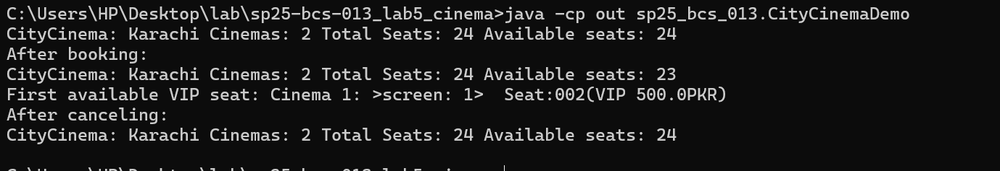 C:\Users\HP\Desktop\lab\sp25-bcs-013_lab5_cinema>java -cp out sp25_bcs_013.CityCinemaDemo
CityCinema: Karachi Cinemas: 2 Total Seats: 24 Available seats: 24
After booking:
CityCinema: Karachi Cinemas: 2 Total Seats: 24 Available seats: 23
First available VIP seat: Cinema 1: >screen: 1>  Seat:002(VIP 500.0PKR)
After canceling:
CityCinema: Karachi Cinemas: 2 Total Seats: 24 Available seats: 24